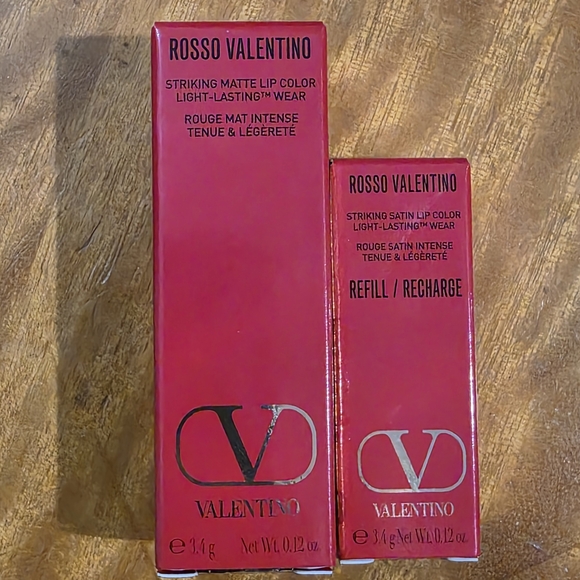 ROSSO VALENTINO
STRIKING MATTE LIP COLOR
LIGHT-LASTING™ WEAR
ROUGE MAT INTENSE
TENUE & LÉGÈRETÉ
V
VALENTINO
e 3,4 g Net Wt. 0.12 oz.
ROSSO VALENTINO
STRIKING SATIN LIP COLOR
LIGHT-LASTING™ WEAR
ROUGE SATIN INTENSE
TENUE & LÉGÈRETÉ
REFILL / RECHARGE
V
VALENTINO
e 3,4 g Net Wt. 0.12 oz.